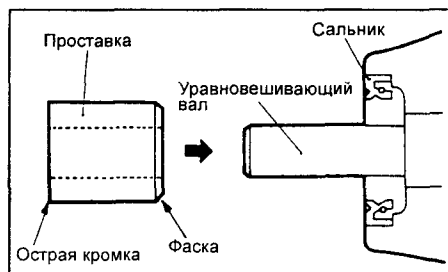 Проставка
Сальник
Уравновешивающий
вал
Острая кромка
Фаска